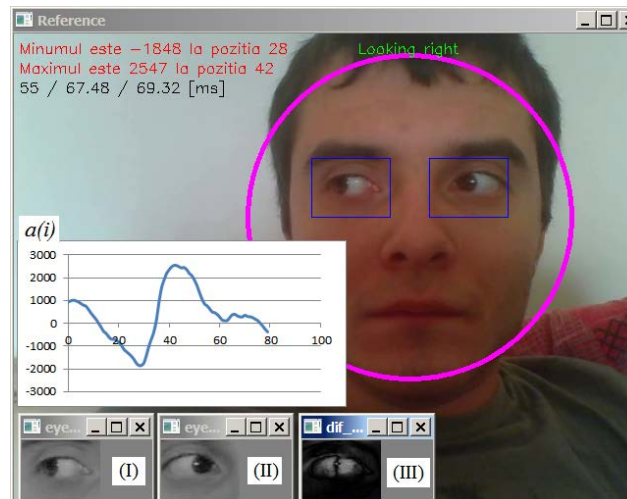 Reference
Minumul este -1848 la pozitia 28
Looking right
Maximul este 2547 la pozitia 42
55 / 67.48 / 69.32 [ms]
a(i)
3000
2000
1000
0
-1000
-2000
-3000
0 20 40 60 80 100
eye...
eye...
dif_...
(I)
(II)
(III)